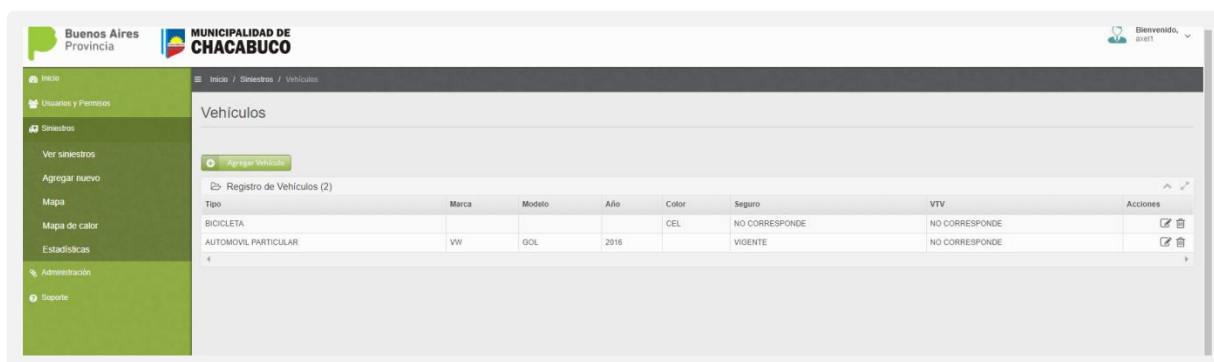 Buenos Aires
Provincia
MUNICIPALIDAD DE
CHACABUCO
Bienvenido,
axel1
Inicio
Inicio / Siniestros / Vehículos
Usuarios y Permisos
Vehículos
Siniestros
Ver siniestros
Agregar Vehículo
Agregar nuevo
Registro de Vehículos (2)
Mapa
Tipo Marca Modelo Año Color Seguro VTV Acciones
Mapa de calor
BICICLETA CEL NO CORRESPONDE NO CORRESPONDE
AUTOMOVIL PARTICULAR VW GOL 2016 VIGENTE NO CORRESPONDE
Estadísticas
Administración
Soporte